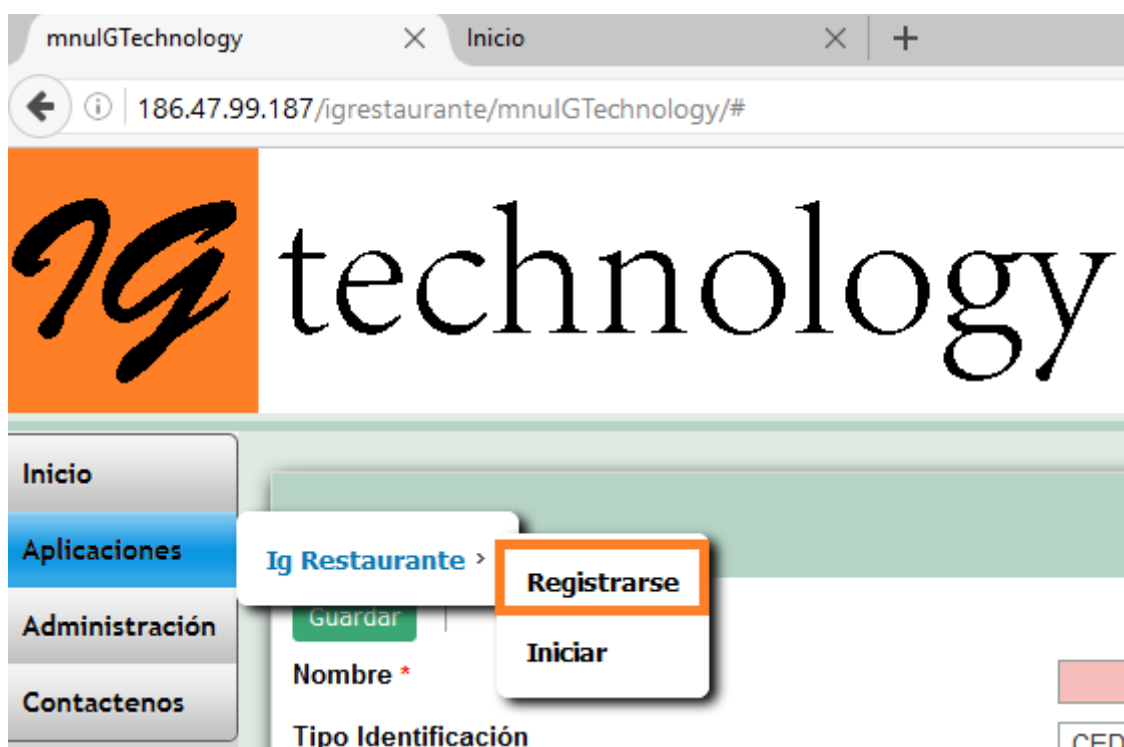 mnuIGTechnology
Inicio
186.47.99.187/igrestaurante/mnuIGTechnology/#
IG technology
Inicio
Aplicaciones
Ig Restaurante >
Registrarse
Administración
Guardar
Iniciar
Nombre *
Contactenos
Tipo Identificación
CED